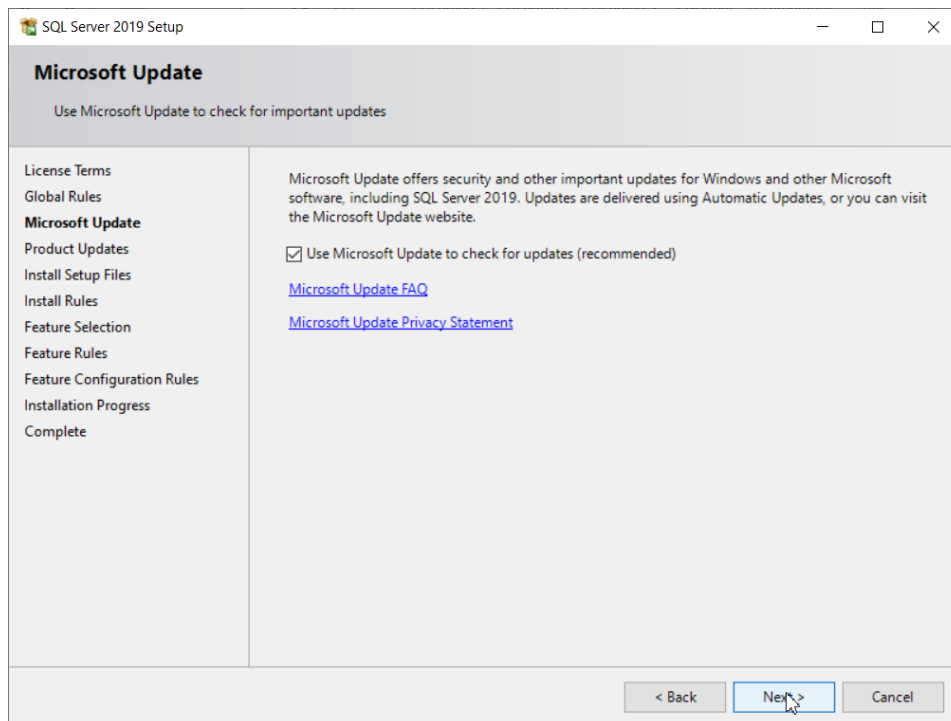 SQL Server 2019 Setup
Microsoft Update
Use Microsoft Update to check for important updates
License Terms
Global Rules
Microsoft Update
Product Updates
Install Setup Files
Install Rules
Feature Selection
Feature Rules
Feature Configuration Rules
Installation Progress
Complete
Microsoft Update offers security and other important updates for Windows and other Microsoft
software, including SQL Server 2019. Updates are delivered using Automatic Updates, or you can visit
the Microsoft Update website.
Use Microsoft Update to check for updates (recommended)
Microsoft Update FAQ
Microsoft Update Privacy Statement
< Back
Next >
Cancel